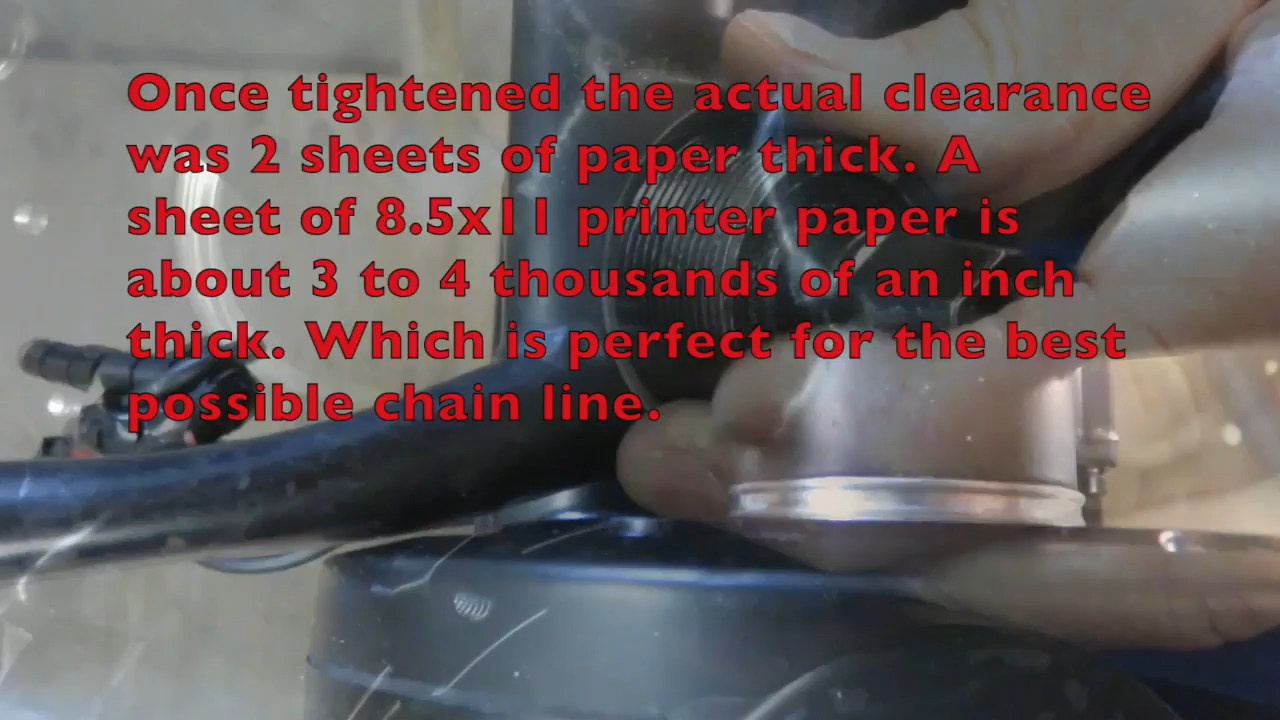 Once tightened the actual clearance
was 2 sheets of paper thick. A
sheet of 8.5x11 printer paper is
about 3 to 4 thousands of an inch
thick. Which is perfect for the best
possible chain line.